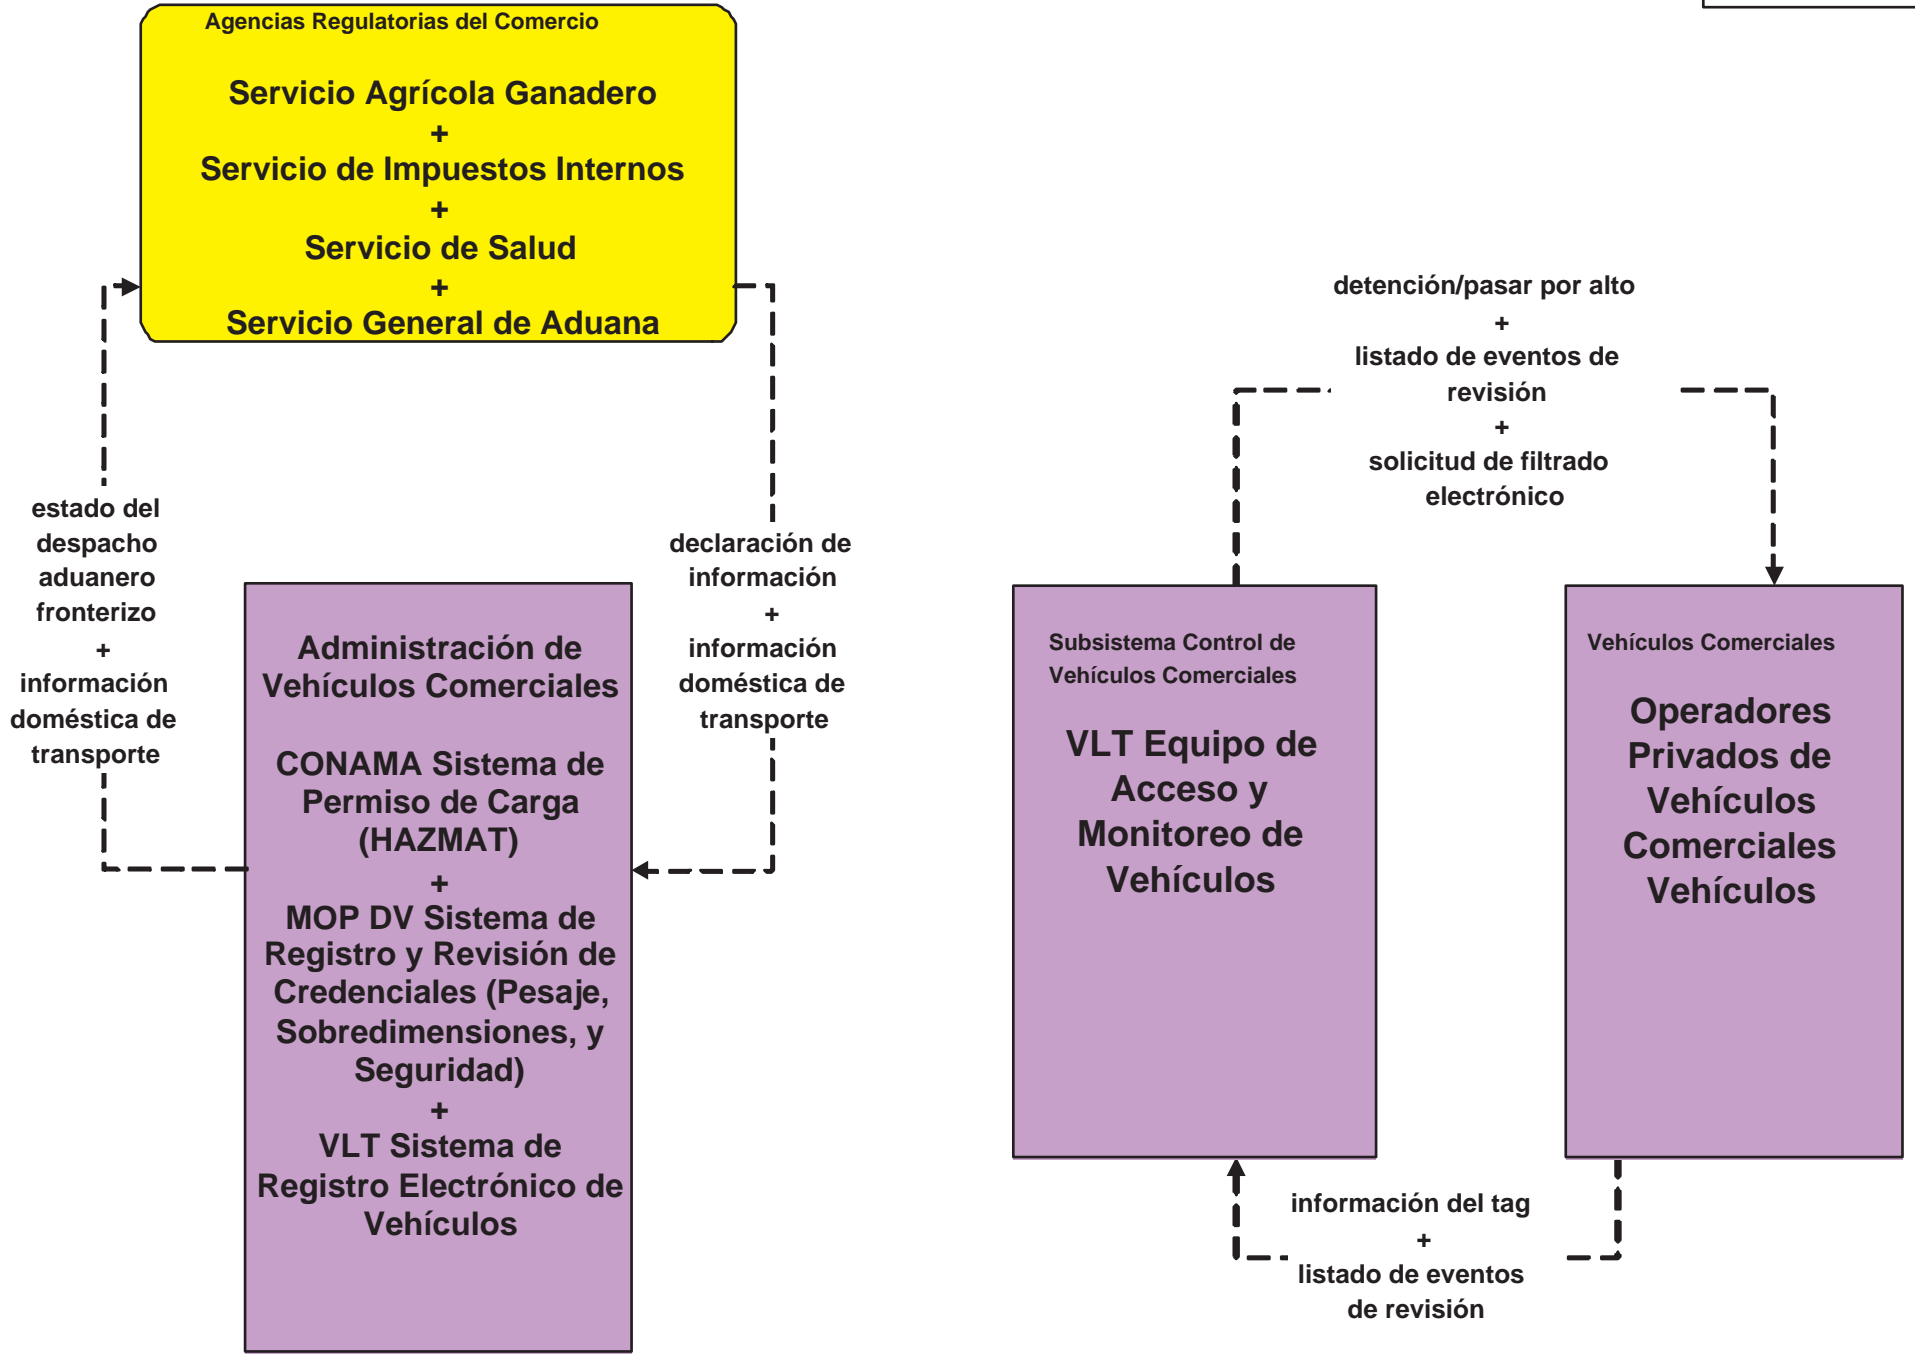 Agencias Regulatorias del Comercio
Servicio Agrícola Ganadero
+
Servicio de Impuestos Internos
+
Servicio de Salud
+
Servicio General de Aduana
estado del
despacho
aduanero
fronterizo
+
información
doméstica de
transporte
declaración de
información
+
información
doméstica de
transporte
Administración de
Vehículos Comerciales
CONAMA Sistema de
Permiso de Carga
(HAZMAT)
+
MOP DV Sistema de
Registro y Revisión de
Credenciales (Pesaje,
Sobredimensiones, y
Seguridad)
+
VLT Sistema de
Registro Electrónico de
Vehículos
detención/pasar por alto
+
listado de eventos de
revisión
+
solicitud de filtrado
electrónico
Subsistema Control de
Vehículos Comerciales
VLT Equipo de
Acceso y
Monitoreo de
Vehículos
Vehículos Comerciales
Operadores
Privados de
Vehículos
Comerciales
Vehículos
información del tag
+
listado de eventos
de revisión